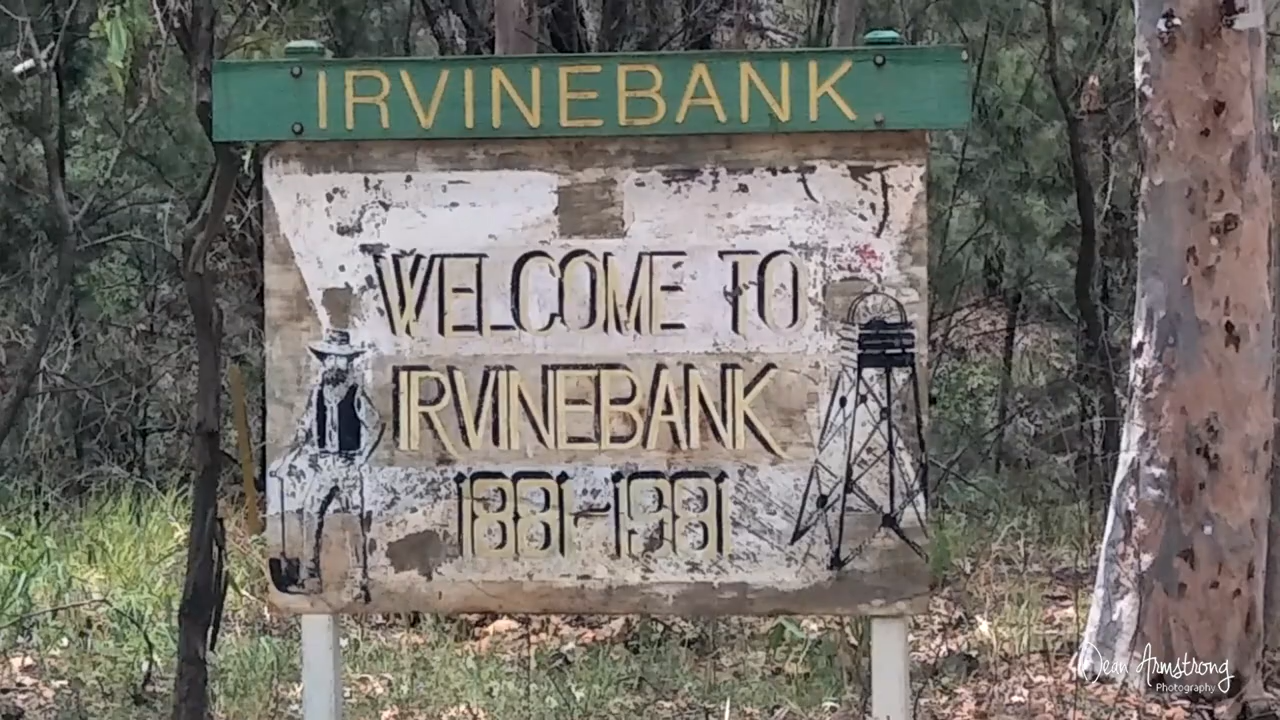 IRVINEBANK
WELCOME TO
IRVINEBANK
1881-1981
Dean Armstrong
Photography